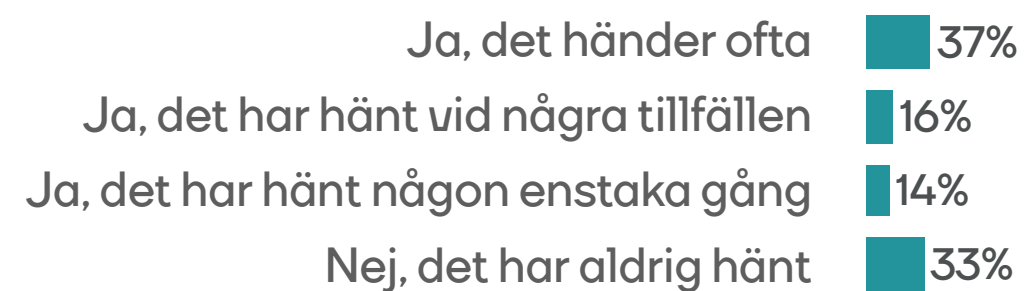 Ja, det händer ofta 37%
Ja, det har hänt vid några tillfällen 16%
Ja, det har hänt någon enstaka gång 14%
Nej, det har aldrig hänt 33%